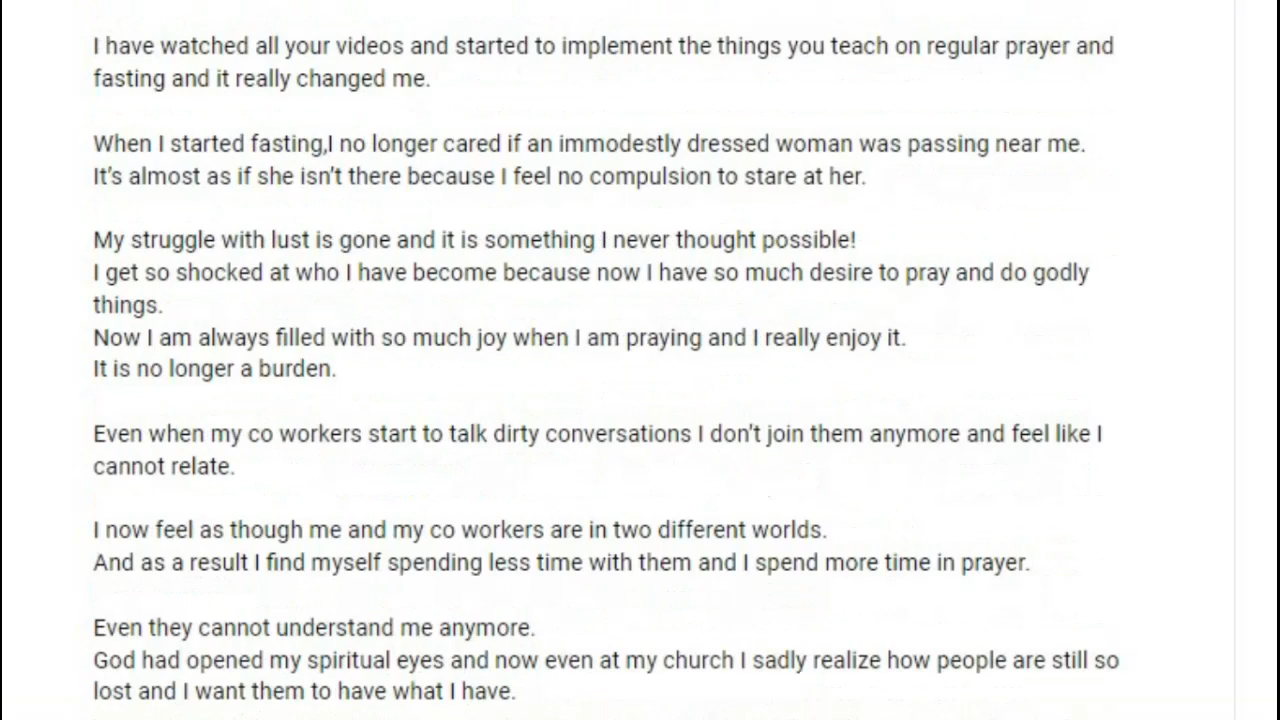 I have watched all your videos and started to implement the things you teach on regular prayer and
fasting and it really changed me.
When I started fasting,I no longer cared if an immodestly dressed woman was passing near me.
It's almost as if she isn't there because I feel no compulsion to stare at her.
My struggle with lust is gone and it is something I never thought possible!
I get so shocked at who I have become because now I have so much desire to pray and do godly
things.
Now I am always filled with so much joy when I am praying and I really enjoy it.
It is no longer a burden.
Even when my co workers start to talk dirty conversations I don't join them anymore and feel like I
cannot relate.
I now feel as though me and my co workers are in two different worlds.
And as a result I find myself spending less time with them and I spend more time in prayer.
Even they cannot understand me anymore.
God had opened my spiritual eyes and now even at my church I sadly realize how people are still so
lost and I want them to have what I have.